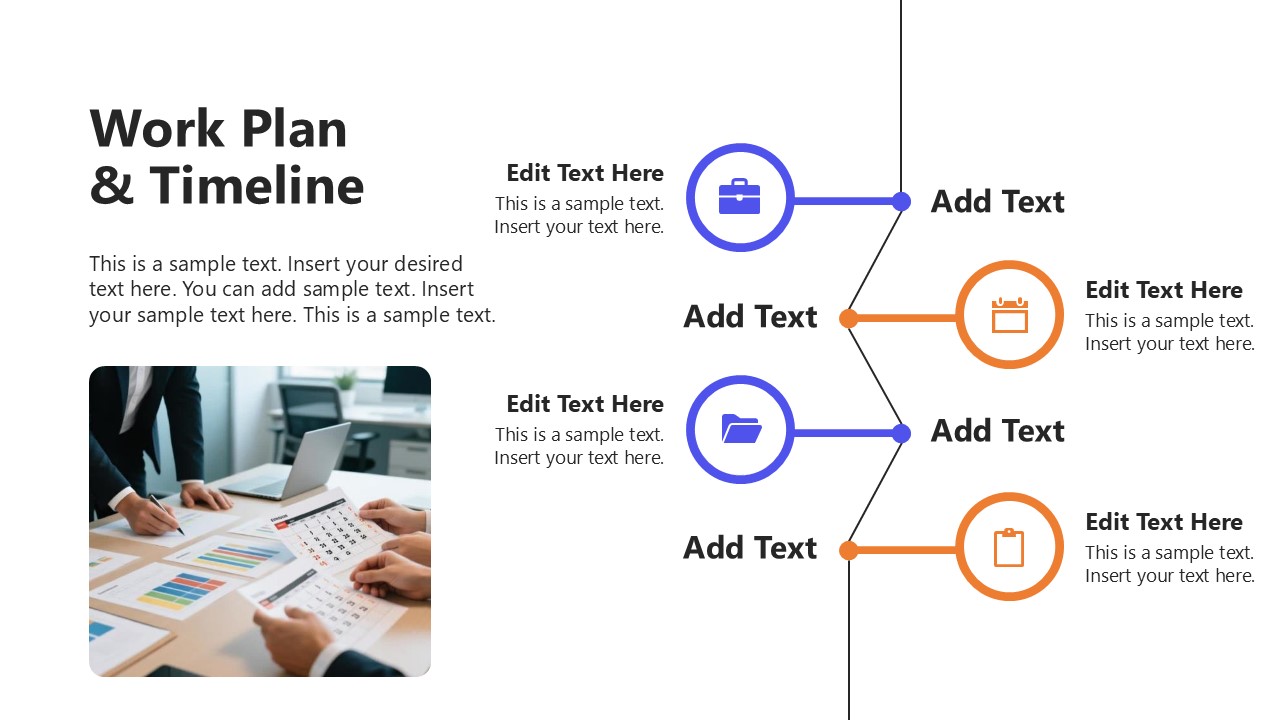 Work Plan
& Timeline
This is a sample text. Insert your desired
text here. You can add sample text. Insert
your sample text here. This is a sample text.
Edit Text Here
This is a sample text.
Insert your text here.
Add Text
Add Text
Edit Text Here
This is a sample text.
Insert your text here.
Edit Text Here
This is a sample text.
Insert your text here.
Add Text
Add Text
Edit Text Here
This is a sample text.
Insert your text here.